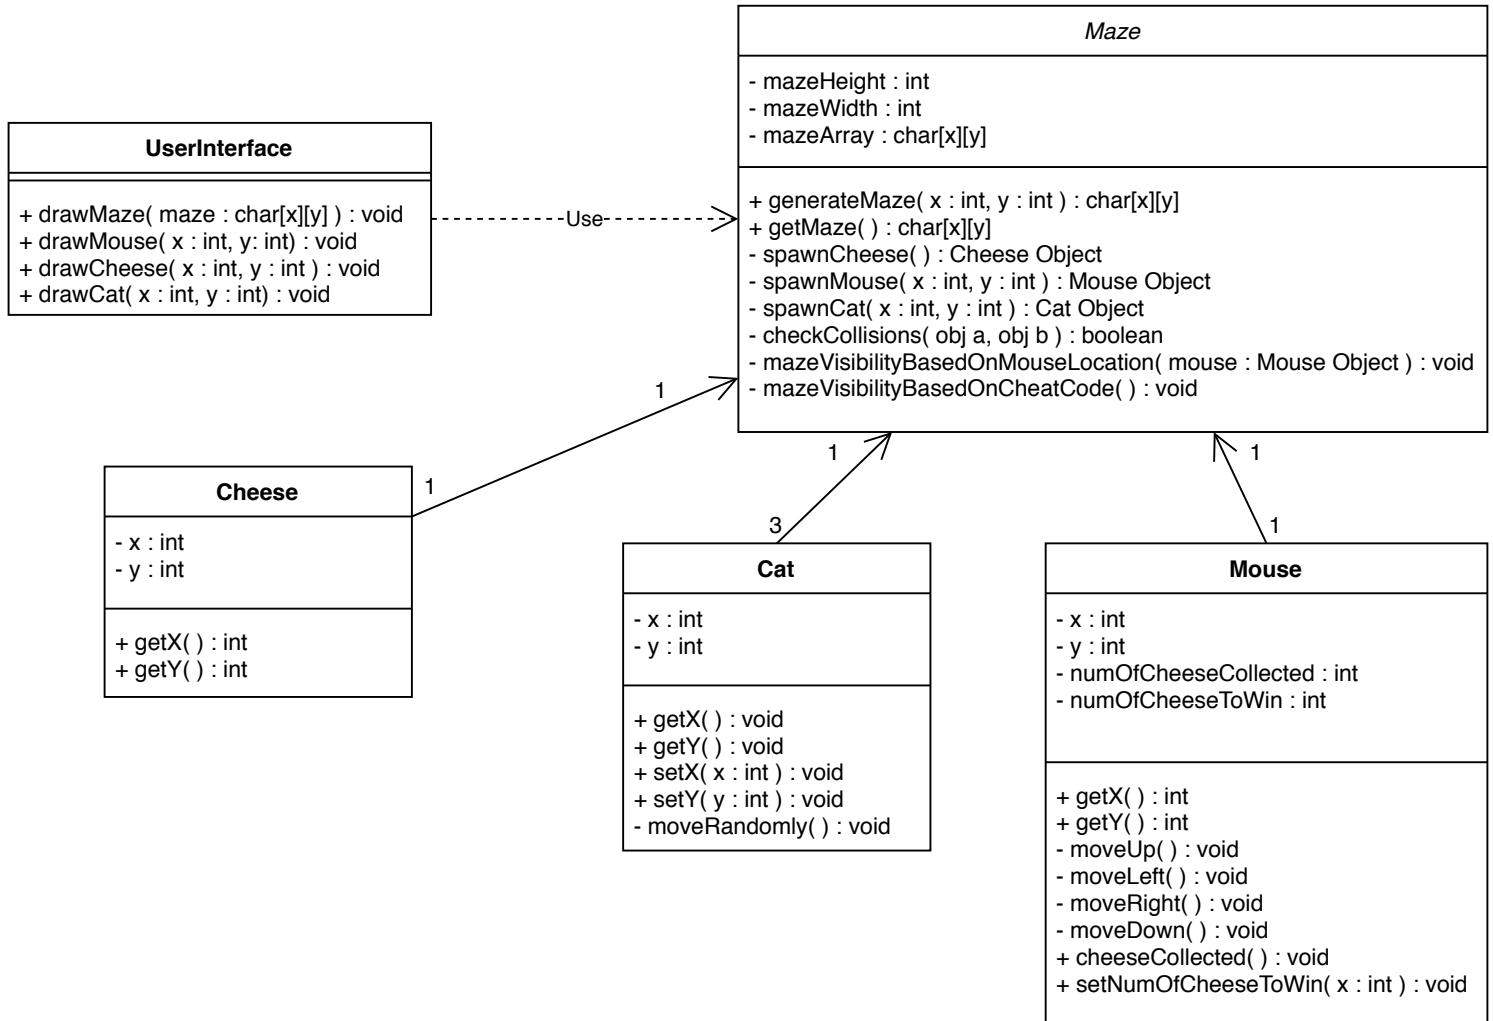 Maze
- mazeHeight : int
- mazeWidth : int
- mazeArray : char[x][y]
+ generateMaze( x : int, y : int ) : char[x][y]
+ getMaze( ) : char[x][y]
- spawnCheese( ) : Cheese Object
- spawnMouse( x : int, y : int ) : Mouse Object
- spawnCat( x : int, y : int ) : Cat Object
- checkCollisions( obj a, obj b ) : boolean
- mazeVisibilityBasedOnMouseLocation( mouse : Mouse Object ) : void
- mazeVisibilityBasedOnCheatCode( ) : void
UserInterface
+ drawMaze( maze : char[x][y] ) : void
+ drawMouse( x : int, y: int) : void
+ drawCheese( x : int, y : int ) : void
+ drawCat( x : int, y : int) : void
Use
1
1
1
3
1
1
Cheese
- x : int
- y : int
+ getX( ) : int
+ getY( ) : int
Cat
- x : int
- y : int
+ getX( ) : void
+ getY( ) : void
+ setX( x : int ) : void
+ setY( y : int ) : void
- moveRandomly( ) : void
Mouse
- x : int
- y : int
- numOfCheeseCollected : int
- numOfCheeseToWin : int
+ getX( ) : int
+ getY( ) : int
- moveUp( ) : void
- moveLeft( ) : void
- moveRight( ) : void
- moveDown( ) : void
+ cheeseCollected( ) : void
+ setNumOfCheeseToWin( x : int ) : void